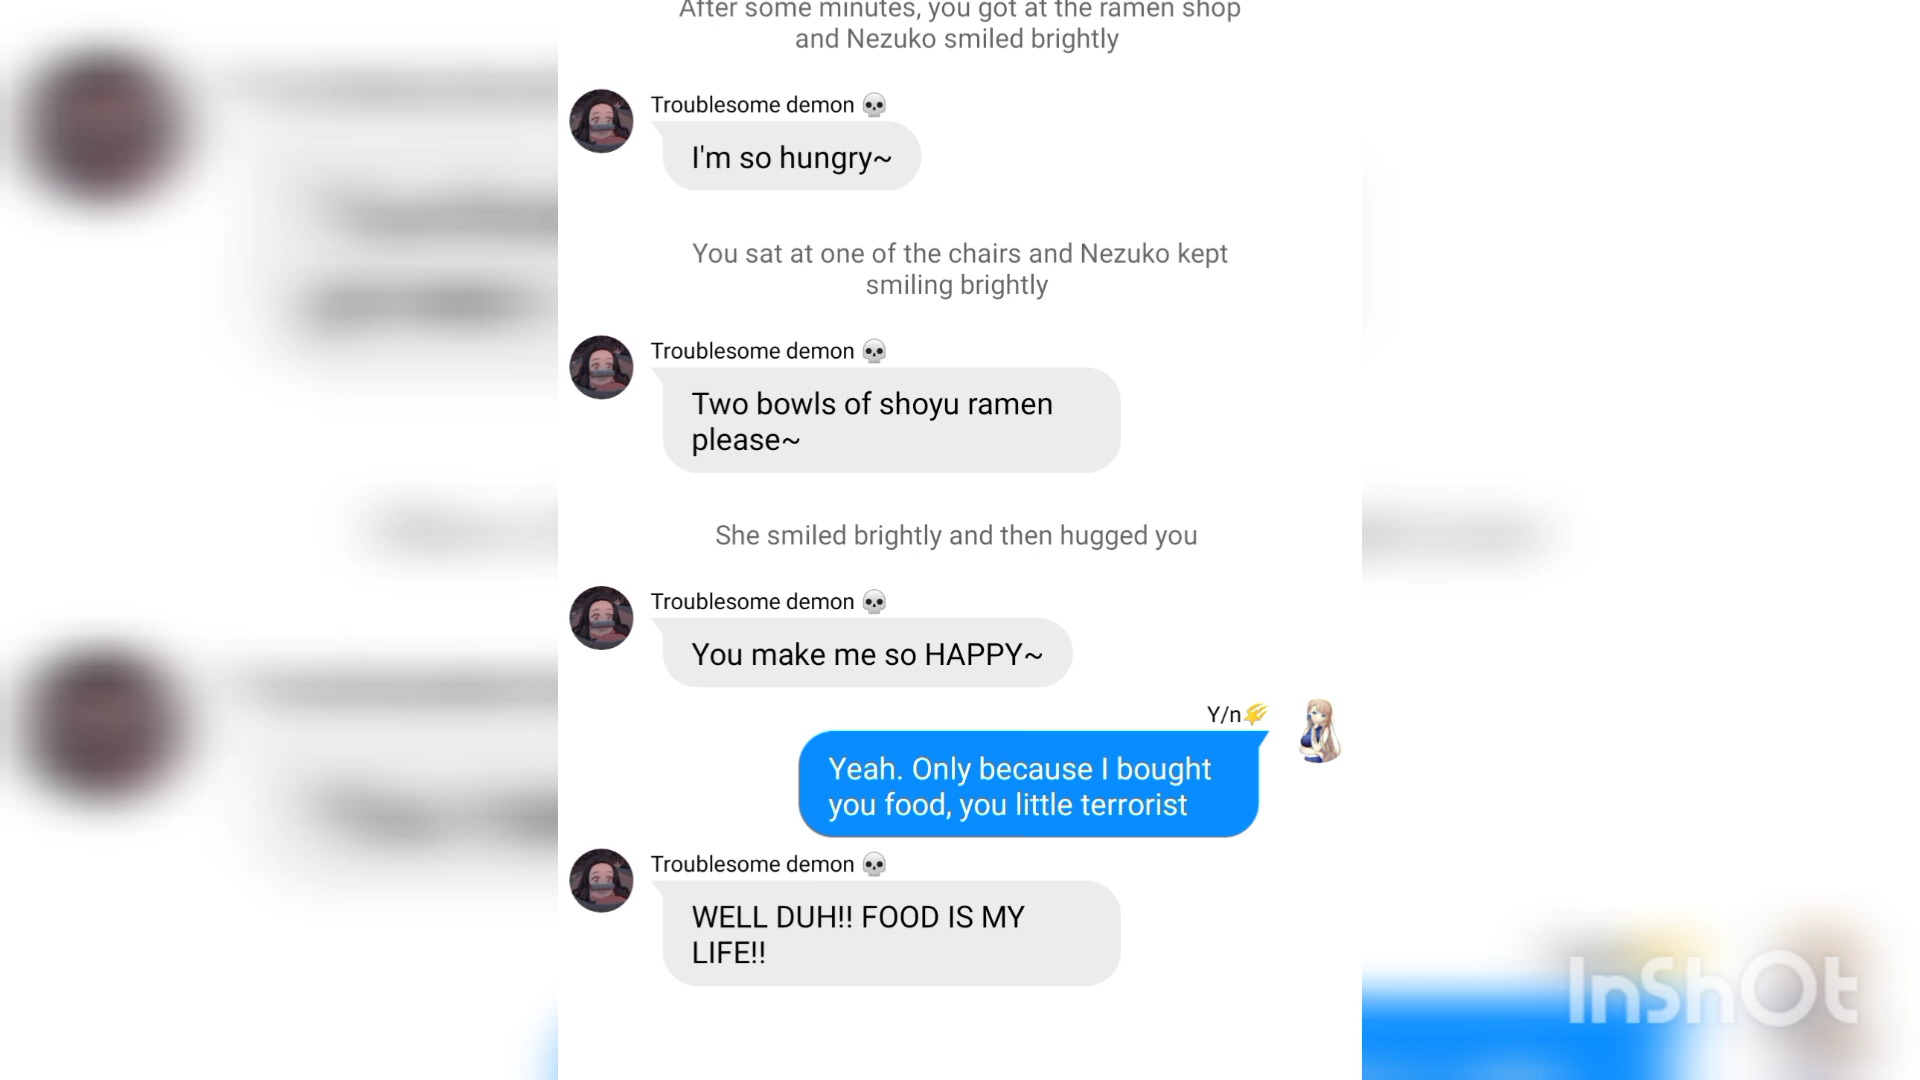 After some minutes, you got at the ramen shop
and Nezuko smiled brightly
Troublesome demon 💀
I'm so hungry~
You sat at one of the chairs and Nezuko kept
smiling brightly
Troublesome demon 💀
Two bowls of shoyu ramen
please~
She smiled brightly and then hugged you
Troublesome demon 💀
You make me so HAPPY~
Y/n🌠
Yeah. Only because I bought
you food, you little terrorist
Troublesome demon 💀
WELL DUH!! FOOD IS MY
LIFE!!
InShOt